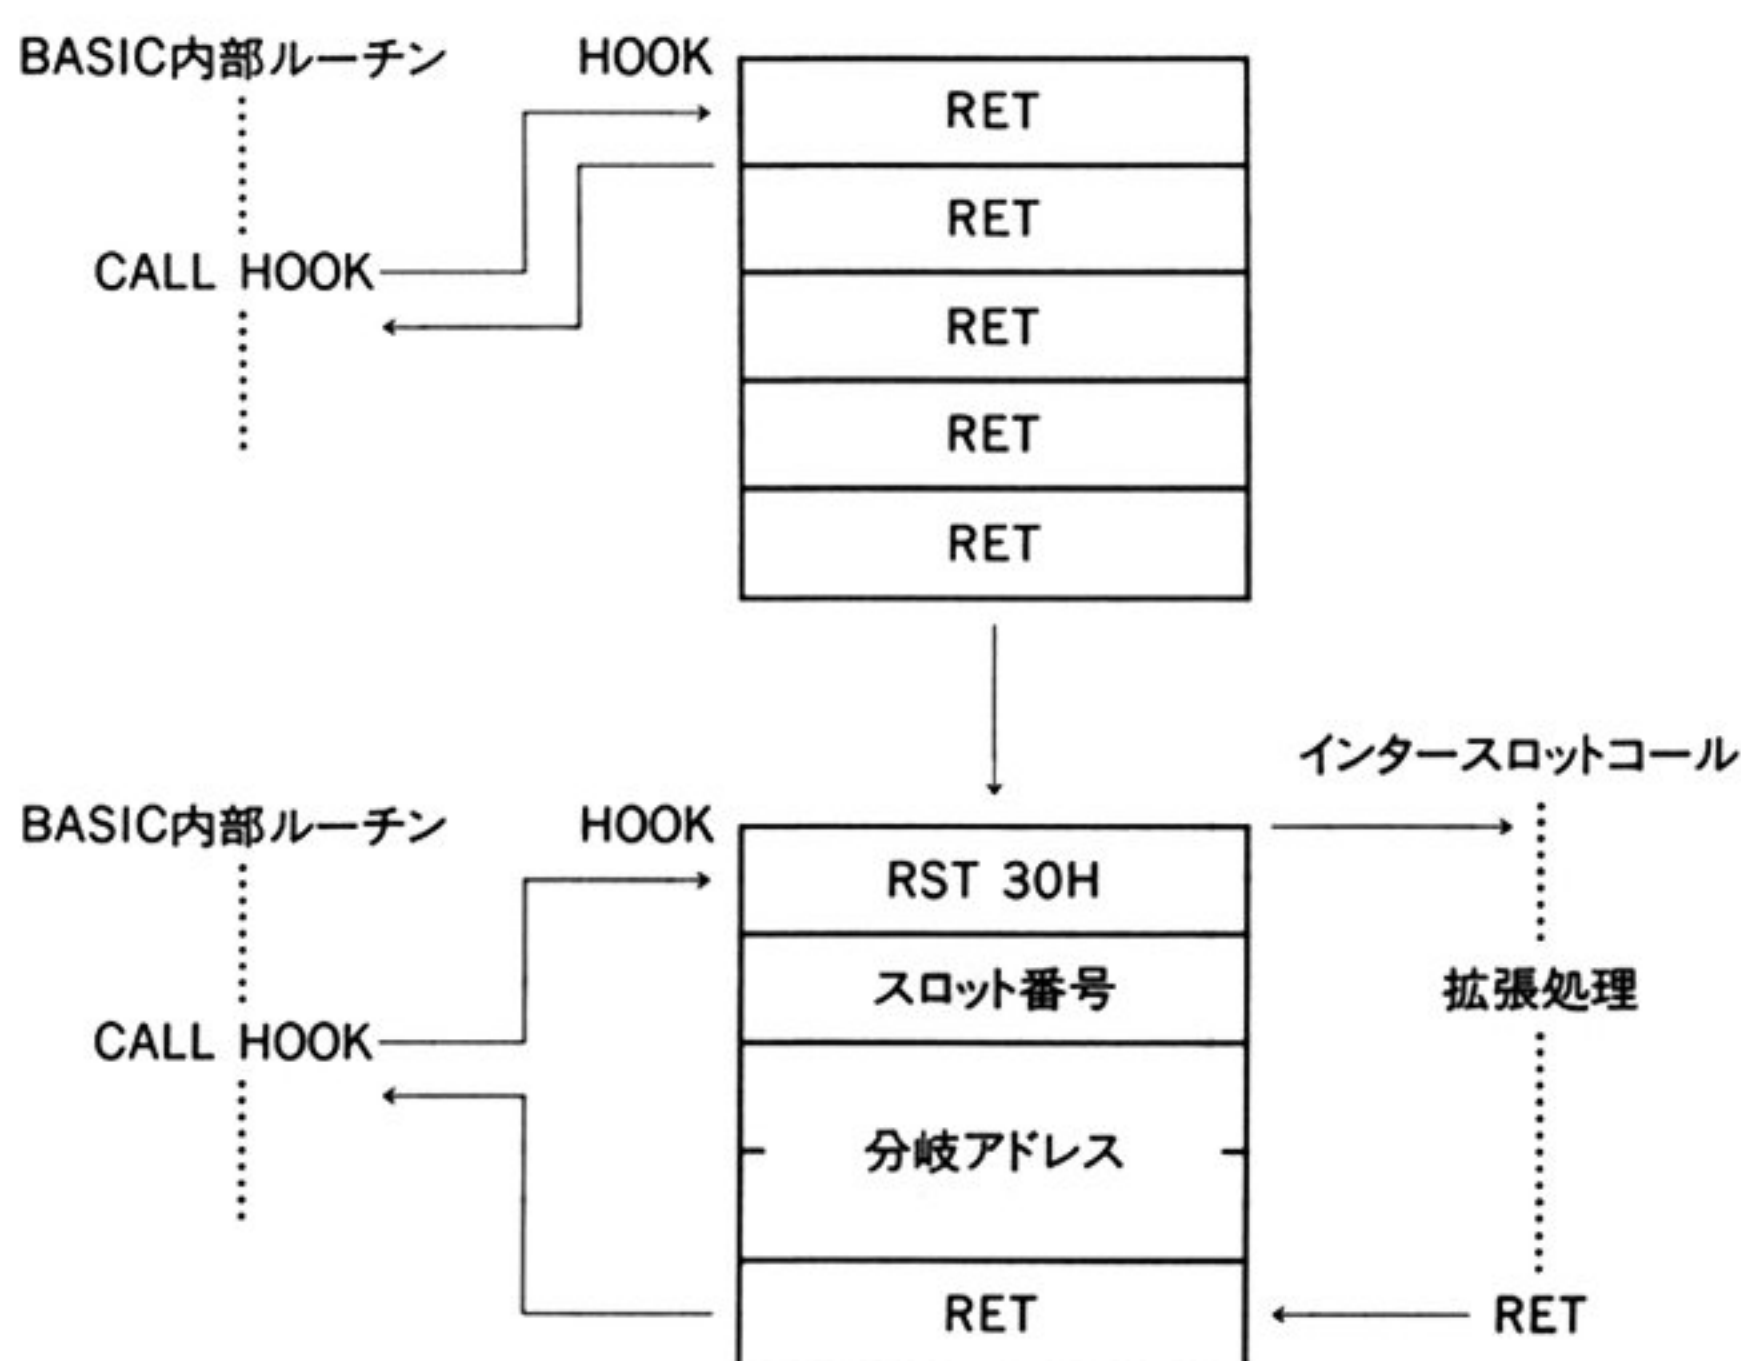 BASIC内部ルーチン
HOOK
RET
RET
CALL HOOK
RET
RET
RET
インタースロットコール
BASIC内部ルーチン
HOOK
RST 30H
スロット番号
拡張処理
CALL HOOK
分岐アドレス
RET
RET